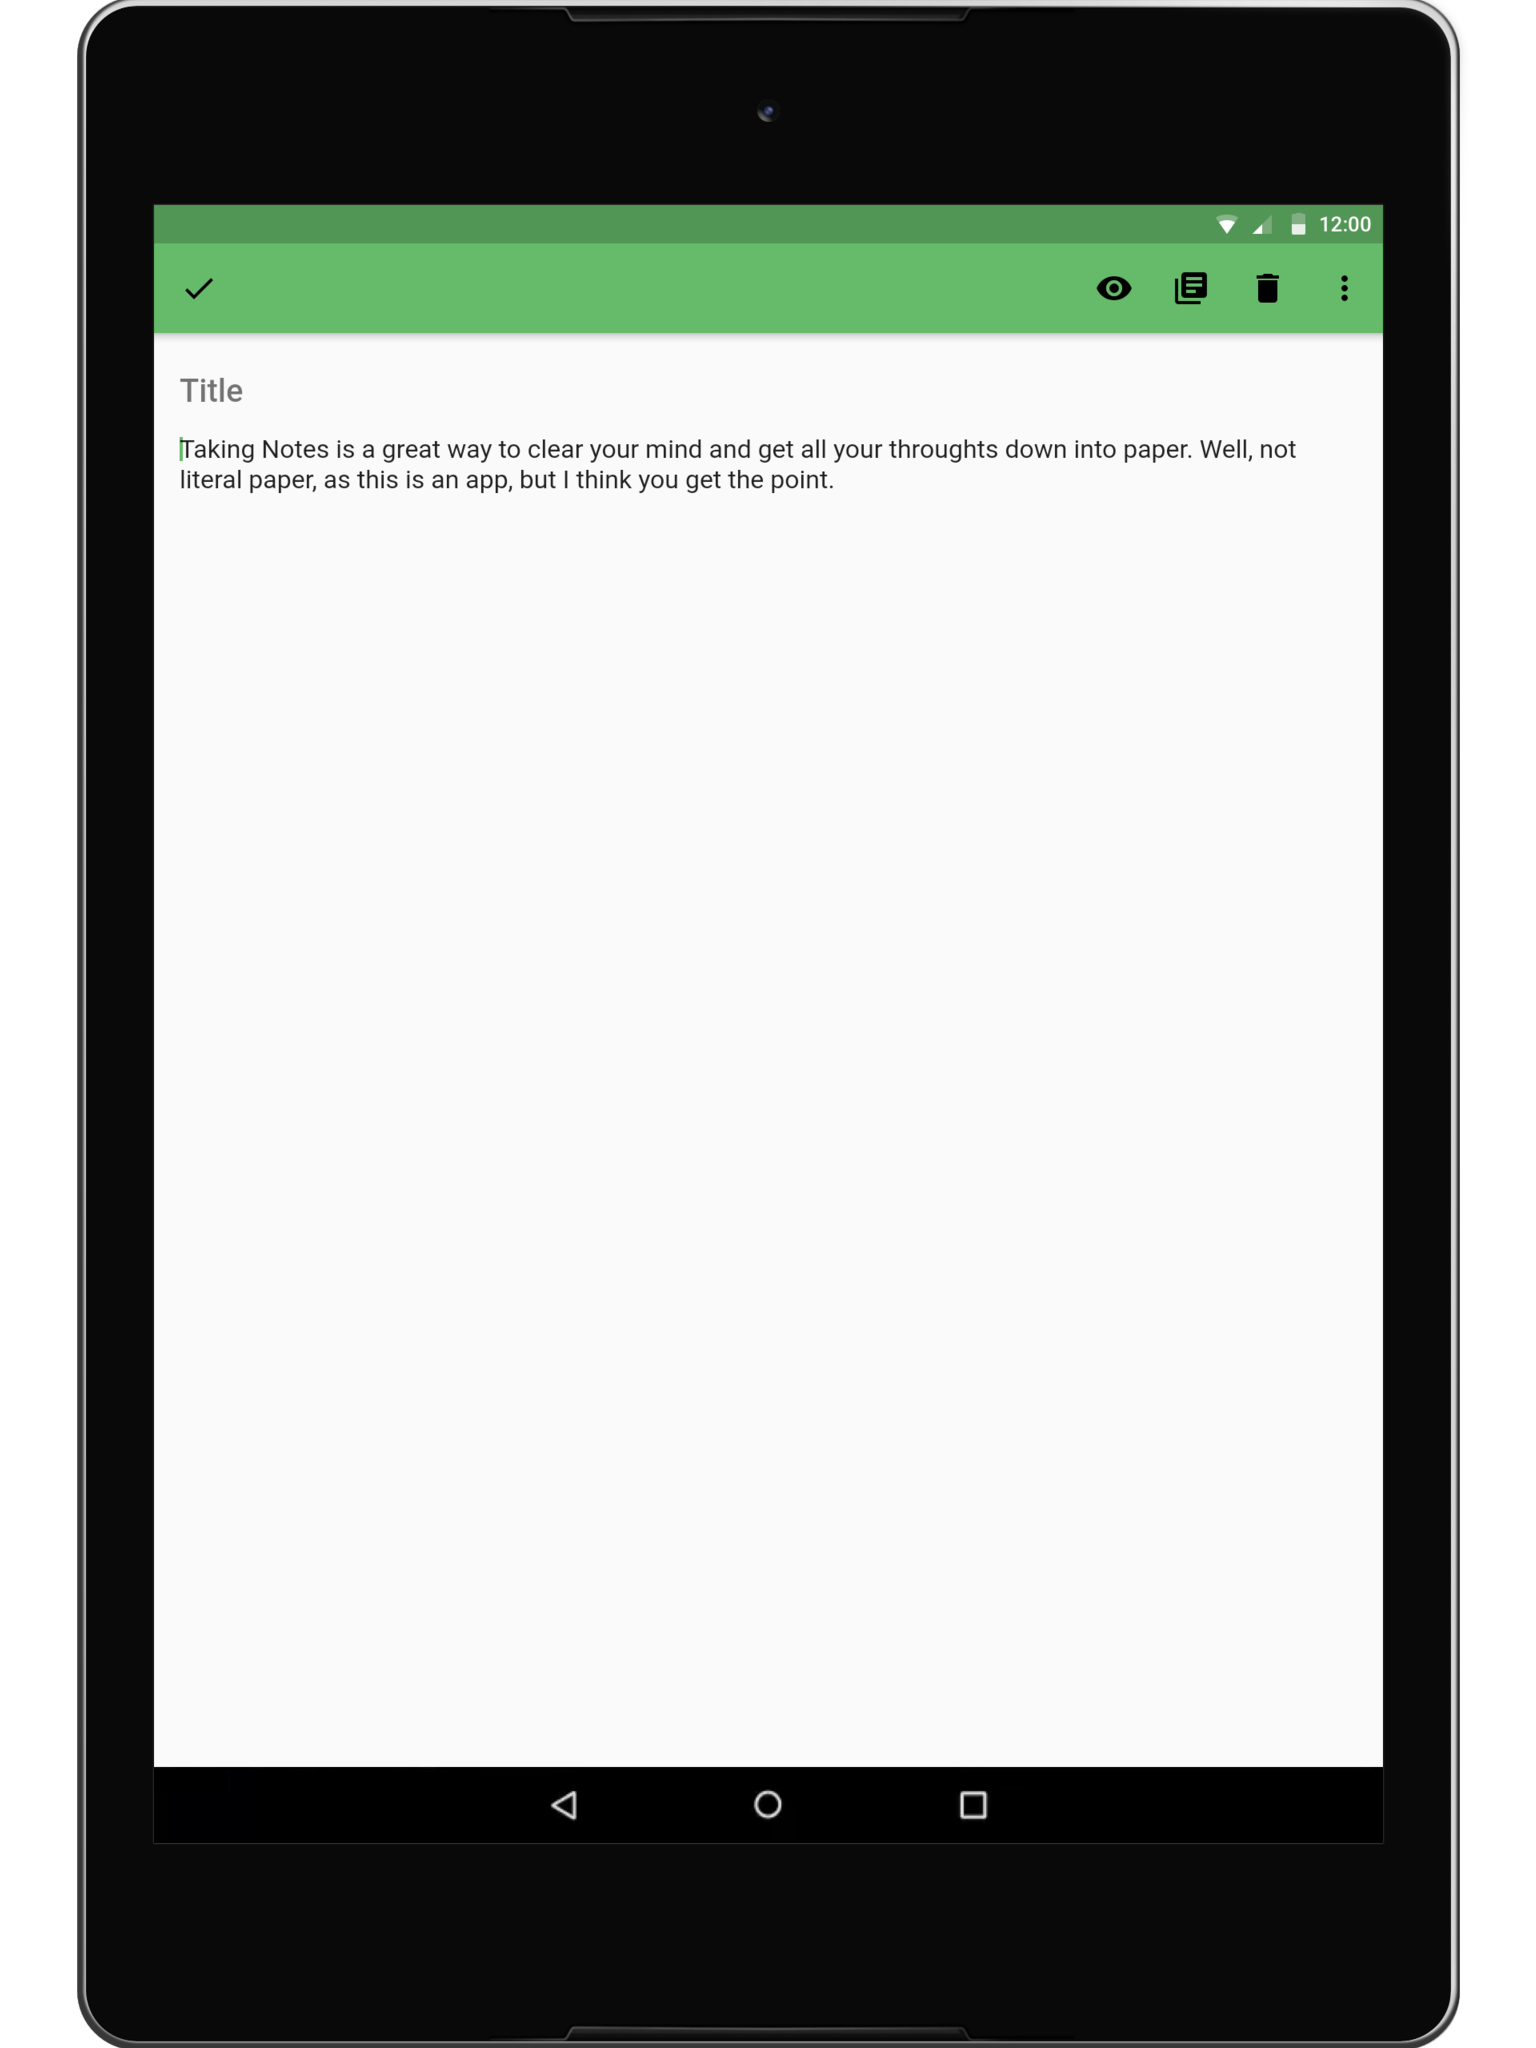 12:00
Title
Taking Notes is a great way to clear your mind and get all your throughts down into paper. Well, not
literal paper, as this is an app, but I think you get the point.